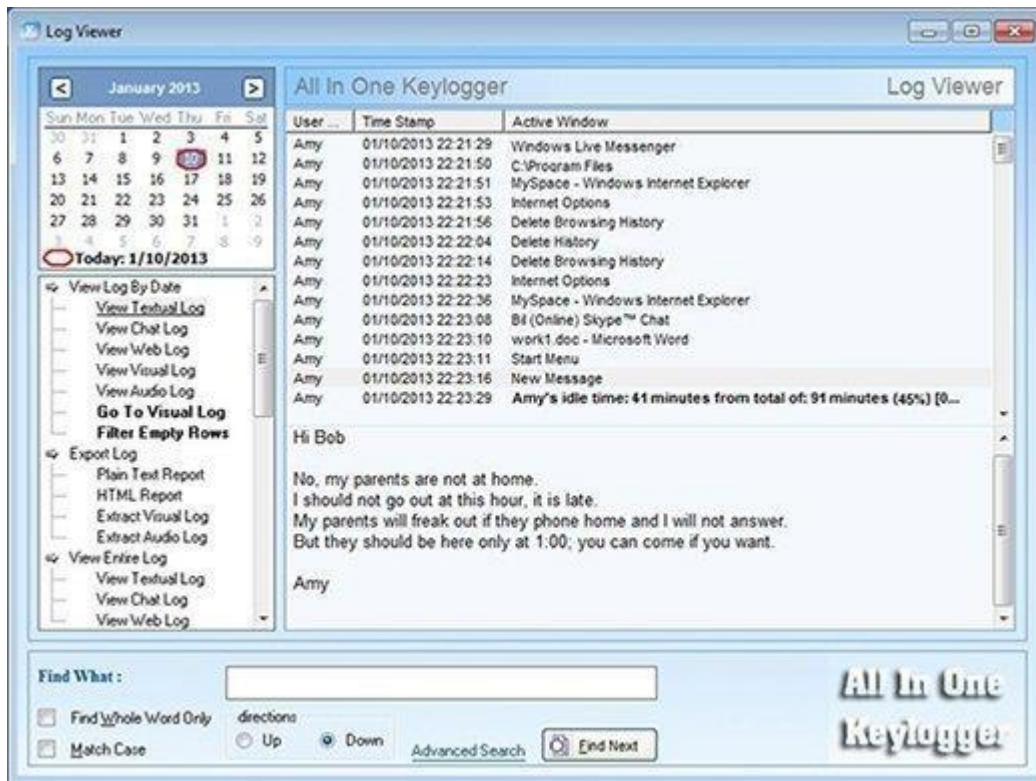 Log Viewer
January 2013
Sun Mon Tue Wed Thu Fri Sat
30 31 1 2 3 4 5
6 7 8 9 10 11 12
13 14 15 16 17 18 19
20 21 22 23 24 25 26
27 28 29 30 31 1 2
3 4 5 6 7 8 9
Today: 1/10/2013
View Log By Date
View Textual Log
View Chat Log
View Web Log
View Visual Log
View Audio Log
Go To Visual Log
Filter Empty Rows
Export Log
Plain Text Report
HTML Report
Extract Visual Log
Extract Audio Log
View Entire Log
View Textual Log
View Chat Log
View Web Log
All In One Keylogger Log Viewer
User ... Time Stamp Active Window
Amy 01/10/2013 22:21:29 Windows Live Messenger
Amy 01/10/2013 22:21:50 C:\Program Files
Amy 01/10/2013 22:21:51 MySpace - Windows Internet Explorer
Amy 01/10/2013 22:21:53 Internet Options
Amy 01/10/2013 22:21:56 Delete Browsing History
Amy 01/10/2013 22:22:04 Delete History
Amy 01/10/2013 22:22:14 Delete Browsing History
Amy 01/10/2013 22:22:23 Internet Options
Amy 01/10/2013 22:22:36 MySpace - Windows Internet Explorer
Amy 01/10/2013 22:23:08 Bil (Online) Skype™ Chat
Amy 01/10/2013 22:23:10 work1.doc - Microsoft Word
Amy 01/10/2013 22:23:11 Start Menu
Amy 01/10/2013 22:23:16 New Message
Amy 01/10/2013 22:23:29 Amy's idle time: 41 minutes from total of: 91 minutes (45%) [0...
Hi Bob
No, my parents are not at home.
I should not go out at this hour, it is late.
My parents will freak out if they phone home and I will not answer.
But they should be here only at 1:00; you can come if you want.
Amy
Find What :
Find Whole Word Only
Match Case
directions
Up Down
Advanced Search
Find Next
All In One
Keylogger